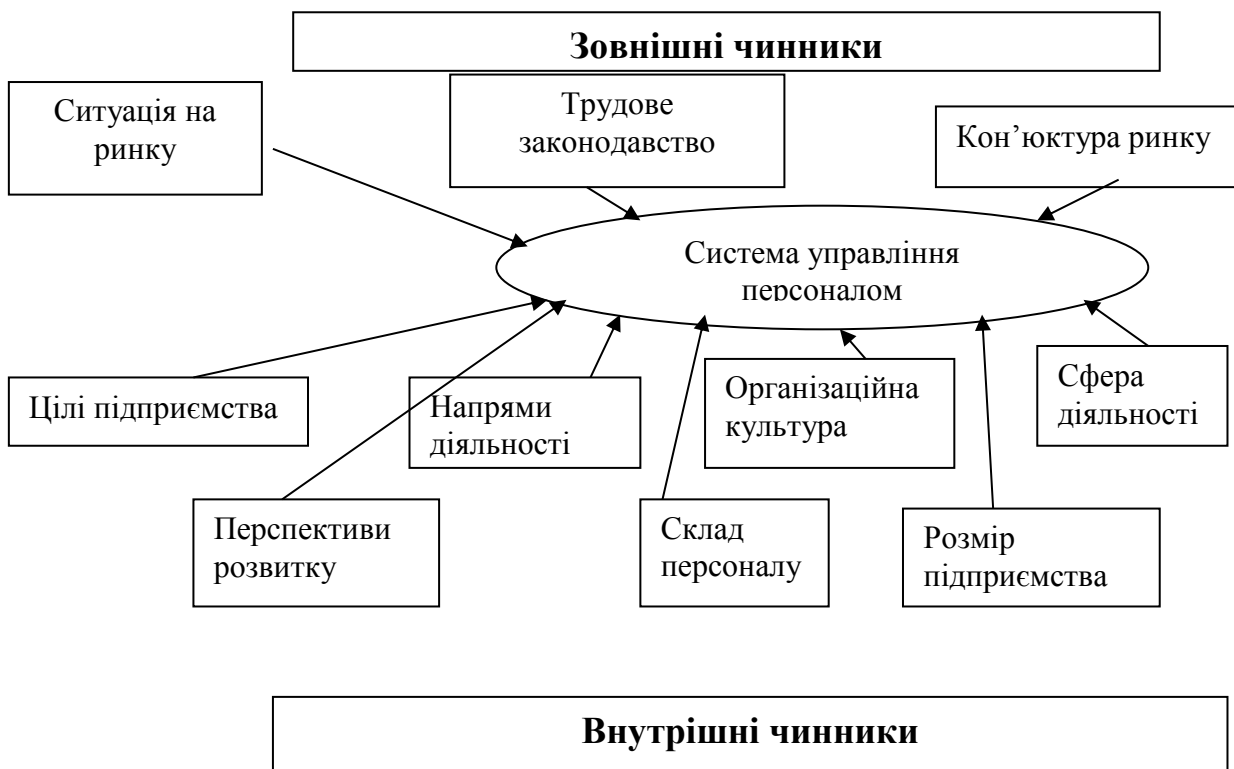 Зовнішні чинники
Ситуація на
ринку
Трудове
законодавство
Кон’юктура ринку
Система управління
персоналом
Цілі підприємства
Напрями
діяльності
Організаційна
культура
Сфера
діяльності
Перспективи
розвитку
Склад
персоналу
Розмір
підприємства
Внутрішні чинники